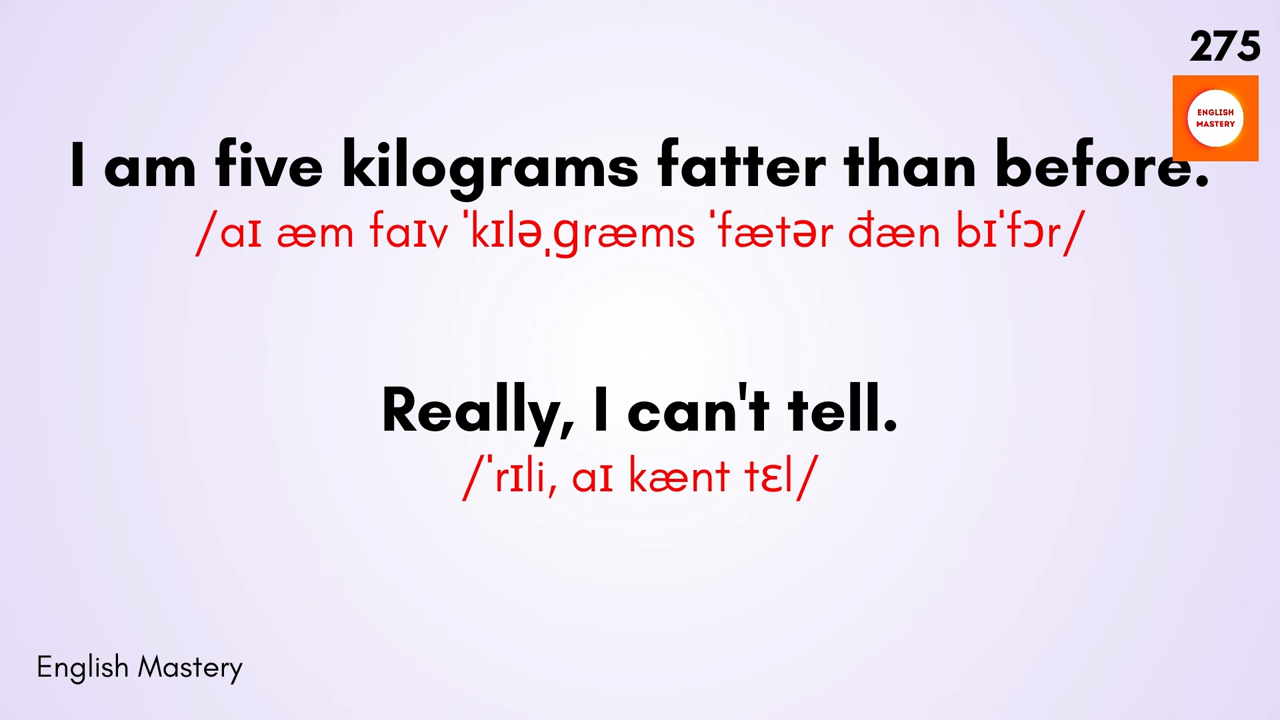 275
ENGLISH
MASTERY
I am five kilograms fatter than before.
/aɪ æm faɪv ˈkɪləˌɡræms ˈfætər đæn bɪˈfɔr/
Really, I can't tell.
/ˈrɪli, aɪ kænt tɛl/
English Mastery